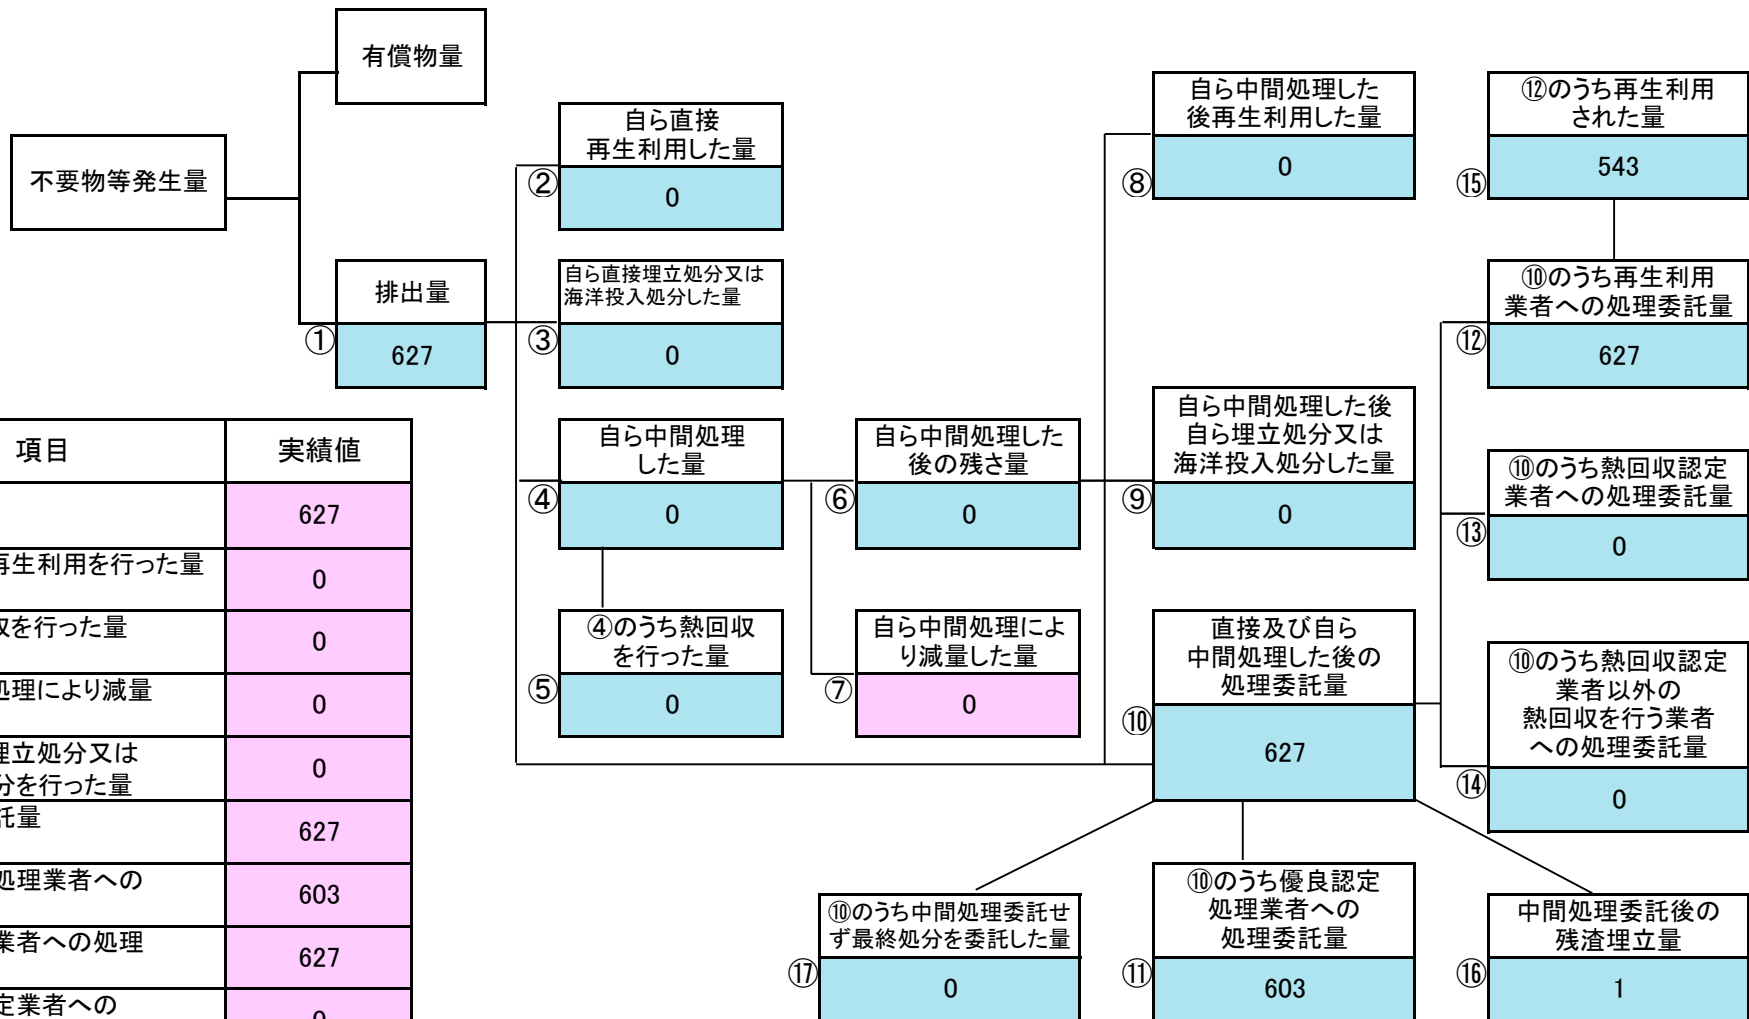 有償物量
不要物等発生量
排出量
①
627
自ら直接
再生利用した量
②
0
自ら直接埋立処分又は
海洋投入処分した量
③
0
自ら中間処理
した量
④
0
④のうち熱回収
を行った量
⑤
0
自ら中間処理した
後の残さ量
⑥
0
自ら中間処理によ
り減量した量
⑦
0
自ら中間処理した
後再生利用した量
⑧
0
自ら中間処理した後
自ら埋立処分又は
海洋投入処分した量
⑨
0
直接及び自ら
中間処理した後の
処理委託量
⑩
627
⑩のうち優良認定
処理業者への
処理委託量
⑪
603
⑫のうち再生利用
された量
⑮
543
⑩のうち再生利用
業者への処理委託量
⑫
627
⑩のうち熱回収認定
業者への処理委託量
⑬
0
⑩のうち熱回収認定
業者以外の
熱回収を行う業者
への処理委託量
⑭
0
中間処理委託後の
残渣埋立量
⑯
1
⑩のうち中間処理委託せ
ず最終処分を委託した量
⑰
0
項目 実績値
627
再生利用を行った量
0
収を行った量
0
処理により減量
0
埋立処分又は
分を行った量
0
託量
627
処理業者への
603
業者への処理
627
定業者への
0